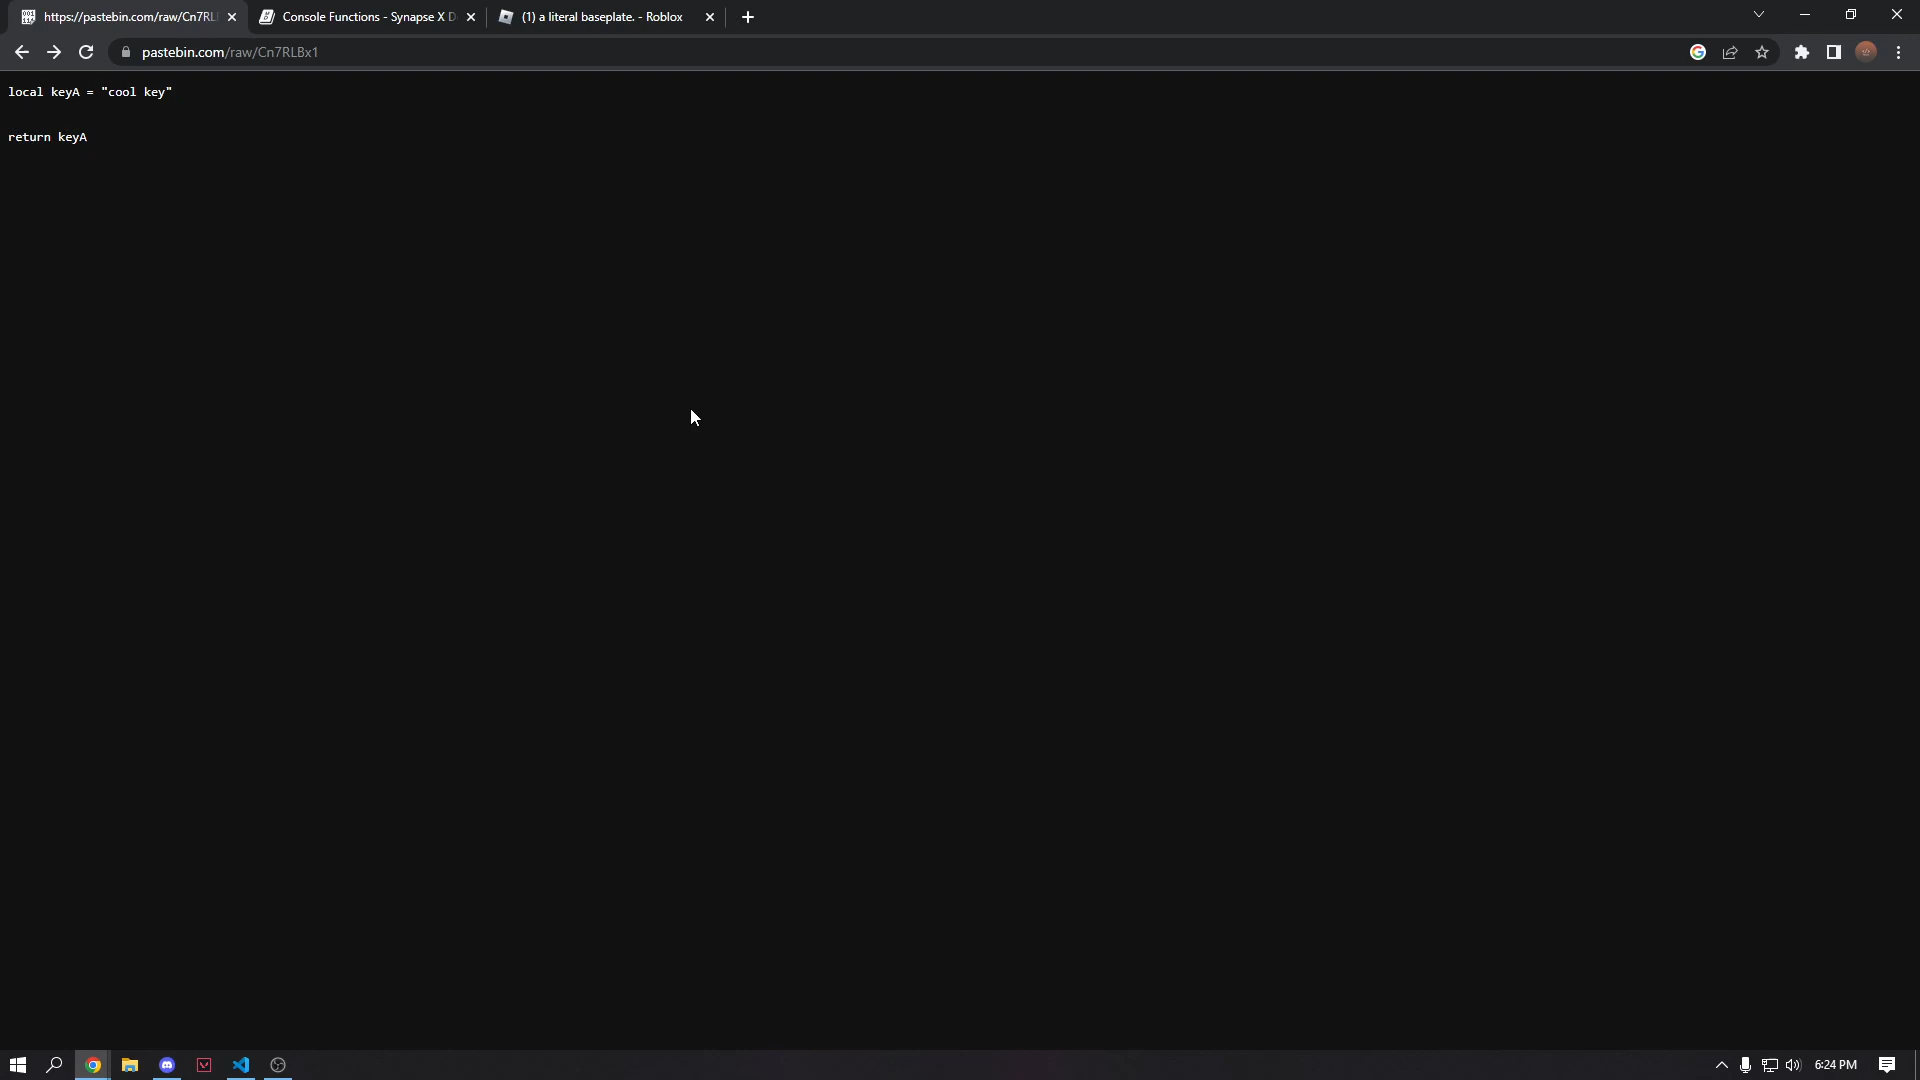 https://pastebin.com/raw/Cn7RL
Console Functions - Synapse X D
(1) a literal baseplate. - Roblox
pastebin.com/raw/Cn7RLBx1
local keyA = "cool key"
return keyA
6:24 PM